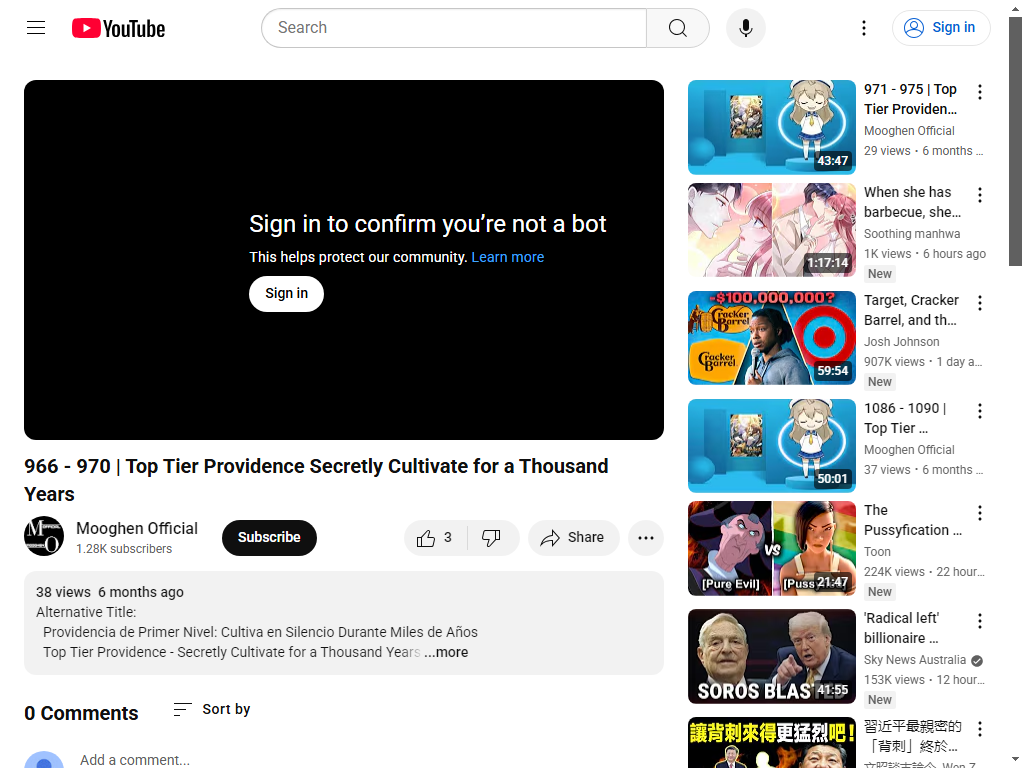 YouTube
Search
Sign in
Sign in to confirm you're not a bot
This helps protect our community. Learn more
Sign in
966 - 970 | Top Tier Providence Secretly Cultivate for a Thousand
Years
Mooghen Official
1.28K subscribers
Subscribe
3
Share
38 views 6 months ago
Alternative Title:
Providencia de Primer Nivel: Cultiva en Silencio Durante Miles de Años
Top Tier Providence - Secretly Cultivate for a Thousand Years ...more
0 Comments
Sort by
Add a comment...
43:47
971 - 975 | Top
Tier Providen...
Mooghen Official
29 views • 6 months ...
1:17:14
When she has
barbecue, she...
Soothing manhwa
1K views • 6 hours ago
New
-$100,000,000?
Cracker
Barrel
Cracker
Barrel
59:54
Target, Cracker
Barrel, and th...
Josh Johnson
907K views • 1 day a...
New
50:01
1086 - 1090 |
Top Tier ...
Mooghen Official
37 views • 6 months ...
VS
[Pure Evil]
21:47
The
Pussyfication ...
Toon
224K views • 22 hour...
New
SOROS BLAS
41:55
'Radical left'
billionaire ...
Sky News Australia
153K views • 12 hour...
New
讓背刺來得更猛烈吧！
習近平最親密的
「背刺」終於...